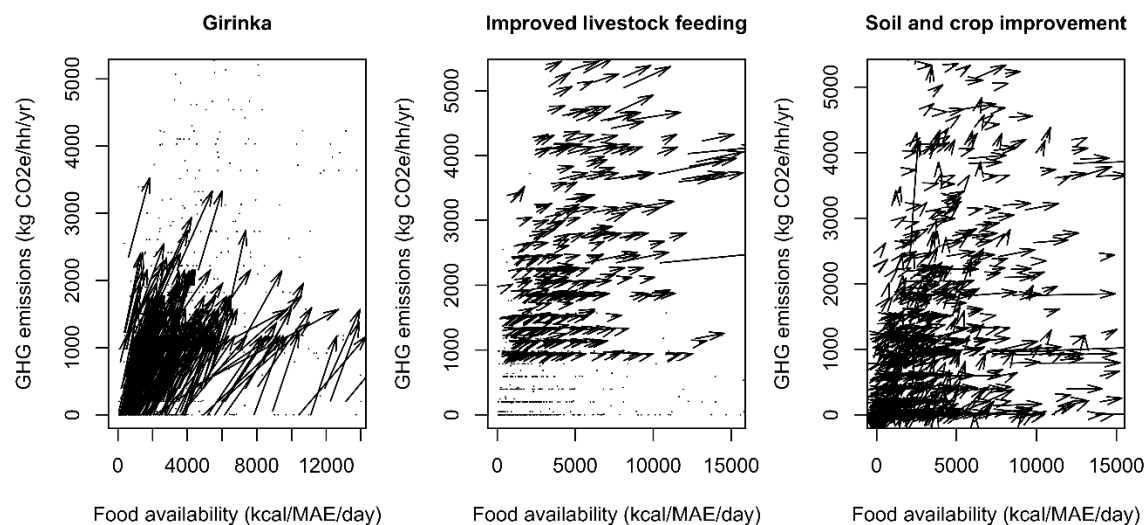 Girinka
GHG emissions (kg CO2e/hh/yr)
0 1000 2000 3000 4000 5000
0 4000 8000 12000
Food availability (kcal/MAE/day)
Improved livestock feeding
GHG emissions (kg CO2e/hh/yr)
0 1000 2000 3000 4000 5000
0 5000 10000 15000
Food availability (kcal/MAE/day)
Soil and crop improvement
GHG emissions (kg CO2e/hh/yr)
0 1000 2000 3000 4000 5000
0 5000 10000 15000
Food availability (kcal/MAE/day)